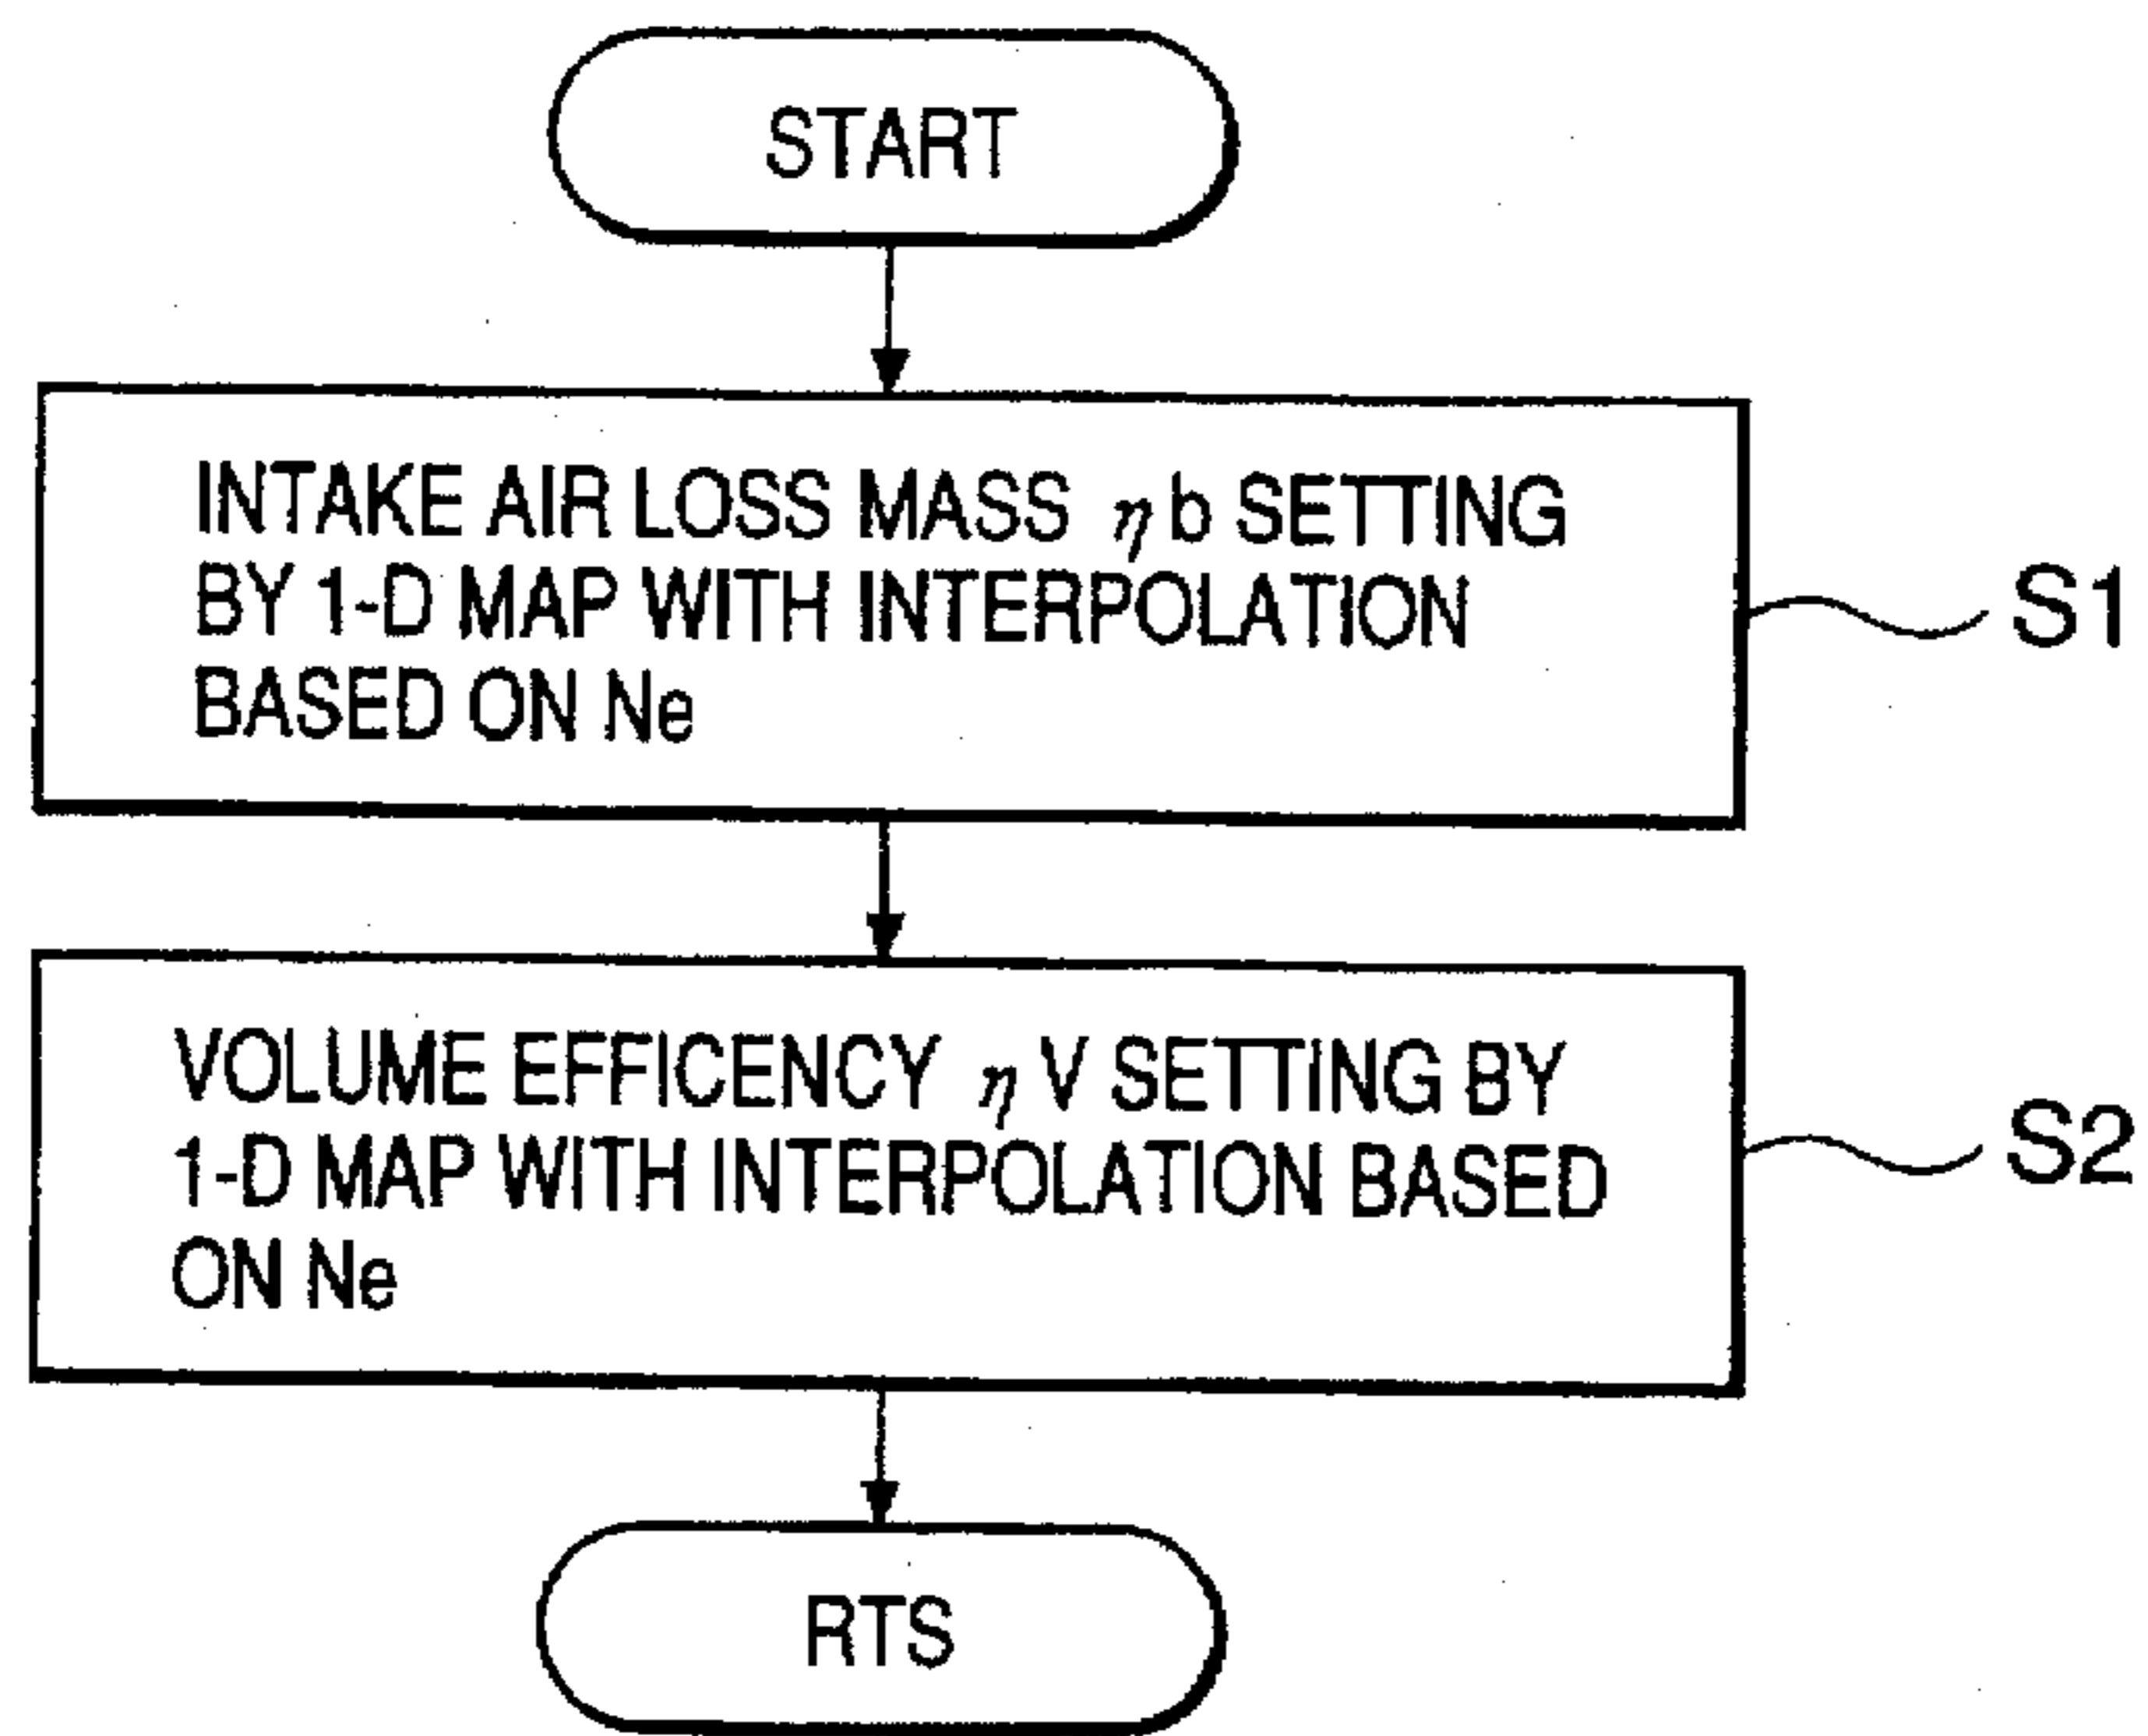 START
INTAKE AIR LOSS MASS ηb SETTING
BY 1-D MAP WITH INTERPOLATION
BASED ON Ne
S1
VOLUME EFFICENCY ηV SETTING BY
1-D MAP WITH INTERPOLATION BASED
ON Ne
S2
RTS